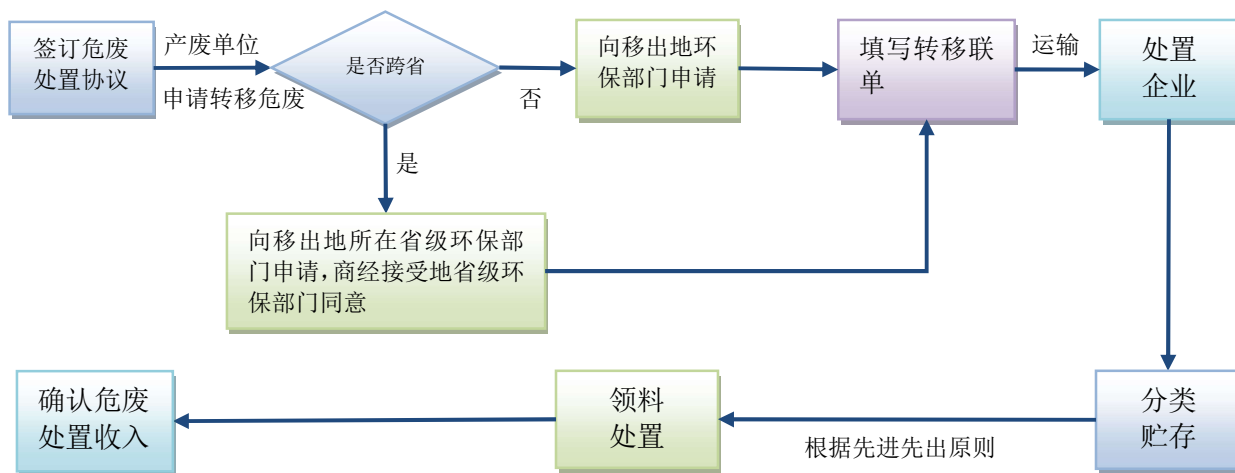 签订危废
处置协议
产废单位
申请转移危废
是否跨省
否
是
向移出地环
保部门申请
填写转移联
单
运输
处置
企业
向移出地所在省级环保部
门申请,商经接受地省级环
保部门同意
分类
贮存
根据先进先出原则
领料
处置
确认危废
处置收入